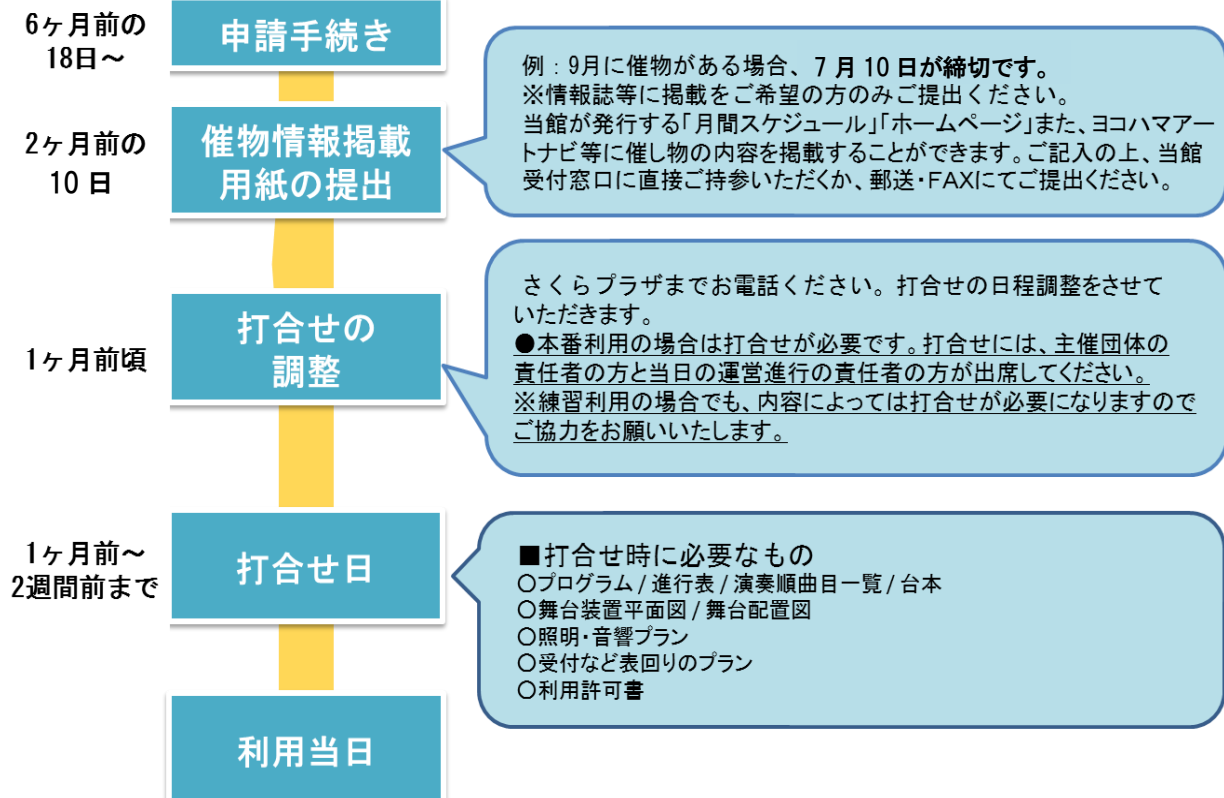 6ヶ月前の
18日～
申請手続き
例：9月に催物がある場合、7月10日が締切です。
※情報誌等に掲載をご希望の方のみご提出ください。
当館が発行する「月間スケジュール」「ホームページ」また、ヨコハマアー
トナビ等に催し物の内容を掲載することができます。ご記入の上、当館
受付窓口に直接ご持参いただくか、郵送・FAXにてご提出ください。
2ヶ月前の
10日
催物情報掲載
用紙の提出
1ヶ月前頃
打合せの
調整
さくらプラザまでお電話ください。打合せの日程調整をさせて
いただきます。
●本番利用の場合は打合せが必要です。打合せには、主催団体の
責任者の方と当日の運営進行の責任者の方が出席してください。
※練習利用の場合でも、内容によっては打合せが必要になりますので
ご協力をお願いいたします。
1ヶ月前～
2週間前まで
打合せ日
■打合せ時に必要なもの
○プログラム / 進行表 / 演奏順曲目一覧 / 台本
○舞台装置平面図 / 舞台配置図
○照明・音響プラン
○受付など表回りのプラン
○利用許可書
利用当日